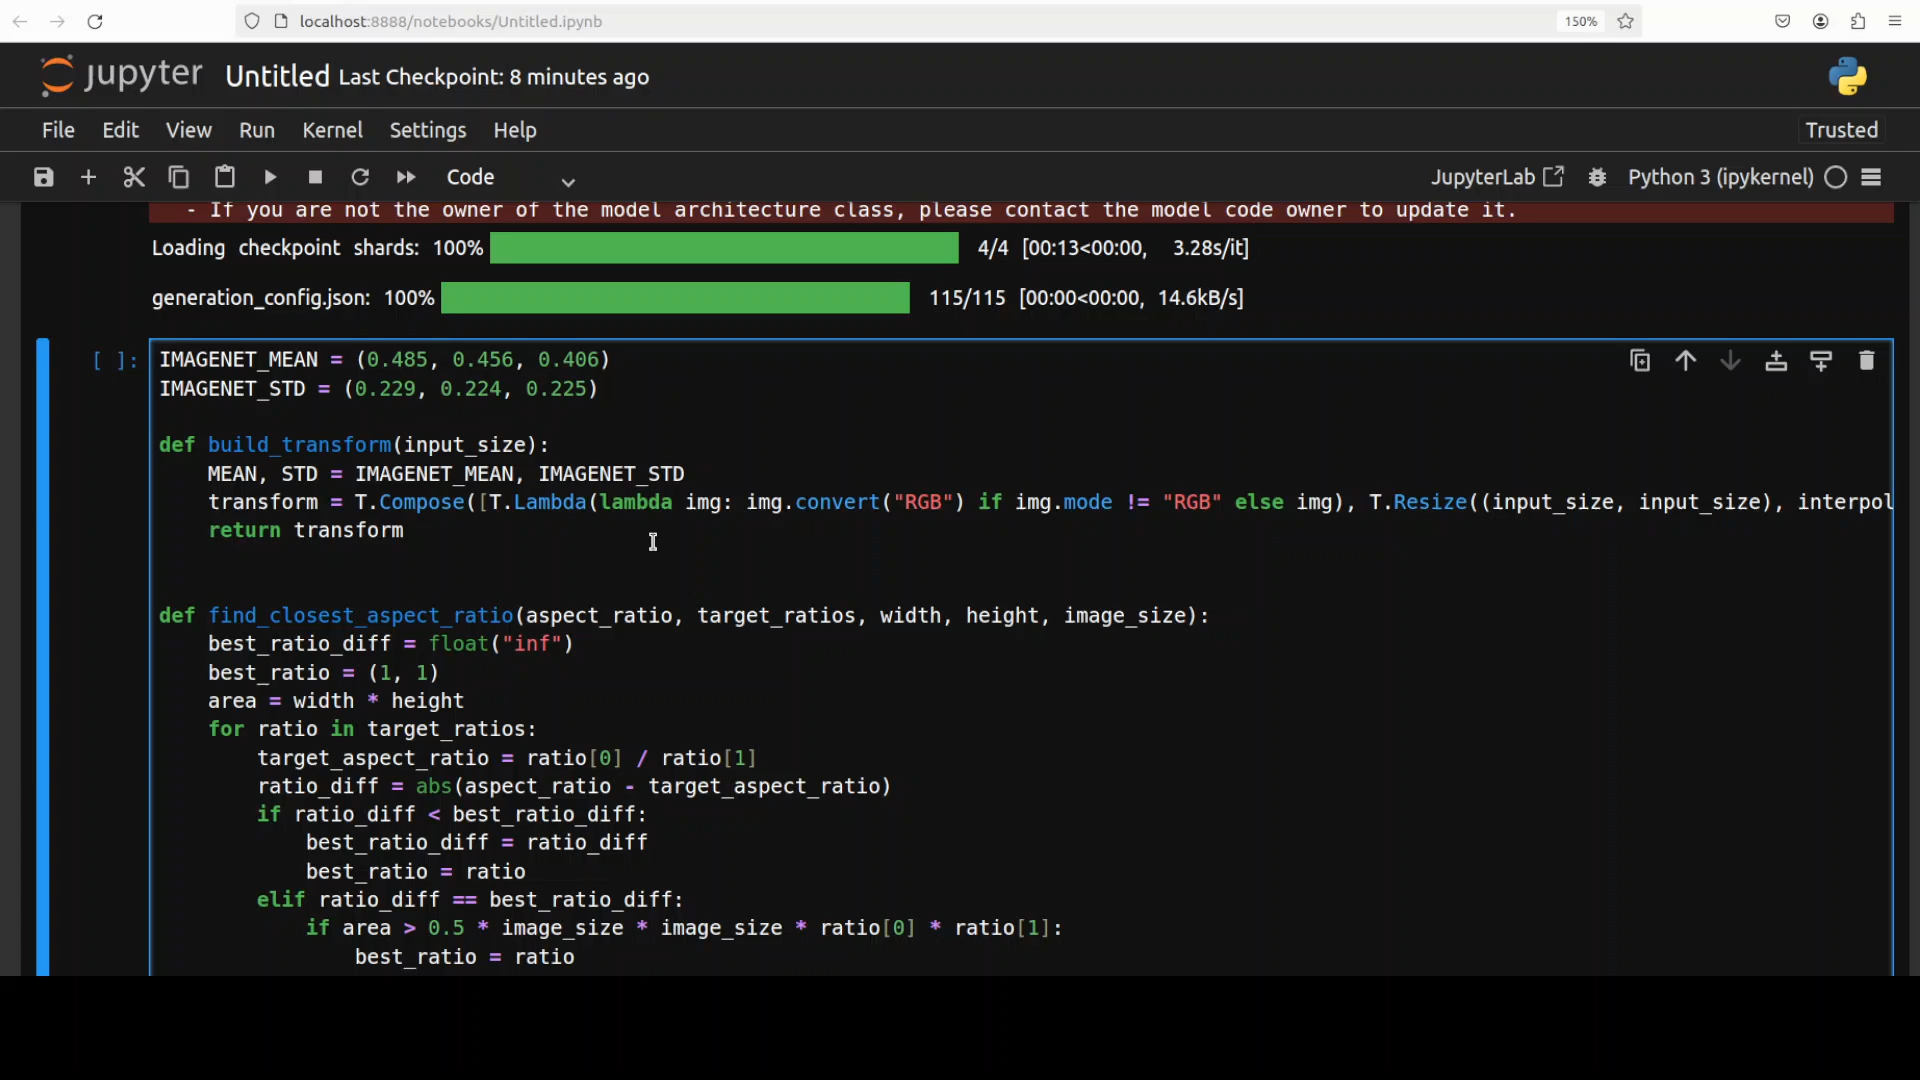 localhost:8888/notebooks/Untitled.ipynb 150%
jupyter Untitled Last Checkpoint: 8 minutes ago
File Edit View Run Kernel Settings Help Trusted
Code JupyterLab Python 3 (ipykernel)
- If you are not the owner of the model architecture class, please contact the model code owner to update it.
Loading checkpoint shards: 100% 4/4 [00:13<00:00, 3.28s/it]
generation_config.json: 100% 115/115 [00:00<00:00, 14.6kB/s]
[ ]: IMAGENET_MEAN = (0.485, 0.456, 0.406)
IMAGENET_STD = (0.229, 0.224, 0.225)
def build_transform(input_size):
    MEAN, STD = IMAGENET_MEAN, IMAGENET_STD
    transform = T.Compose([T.Lambda(lambda img: img.convert("RGB") if img.mode != "RGB" else img), T.Resize((input_size, input_size), interpol
    return transform
def find_closest_aspect_ratio(aspect_ratio, target_ratios, width, height, image_size):
    best_ratio_diff = float("inf")
    best_ratio = (1, 1)
    area = width * height
    for ratio in target_ratios:
        target_aspect_ratio = ratio[0] / ratio[1]
        ratio_diff = abs(aspect_ratio - target_aspect_ratio)
        if ratio_diff < best_ratio_diff:
            best_ratio_diff = ratio_diff
            best_ratio = ratio
        elif ratio_diff == best_ratio_diff:
            if area > 0.5 * image_size * image_size * ratio[0] * ratio[1]:
                best_ratio = ratio